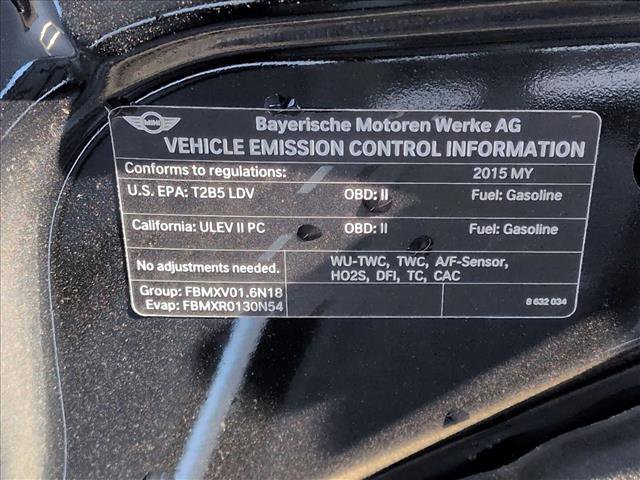 MINI
Bayerische Motoren Werke AG
VEHICLE EMISSION CONTROL INFORMATION
Conforms to regulations: 2015 MY
U.S. EPA: T2B5 LDV OBD: II Fuel: Gasoline
California: ULEV II PC OBD: II Fuel: Gasoline
No adjustments needed.
WU-TWC, TWC, A/F-Sensor,
HO2S, DFI, TC, CAC
Group: FBMXV01.6N18
Evap: FBMXR0130N54
8 632 034